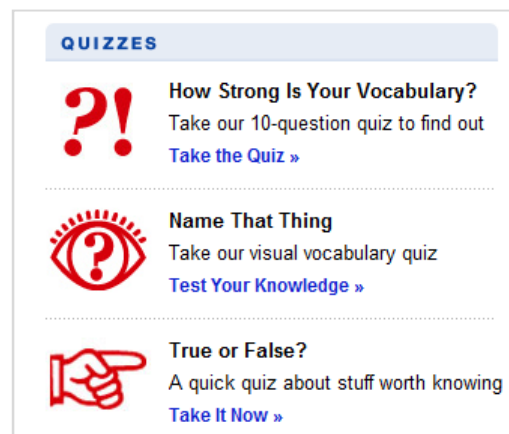 QUIZZES
?!
How Strong Is Your Vocabulary?
Take our 10-question quiz to find out
Take the Quiz »
?
Name That Thing
Take our visual vocabulary quiz
Test Your Knowledge »
True or False?
A quick quiz about stuff worth knowing
Take It Now »